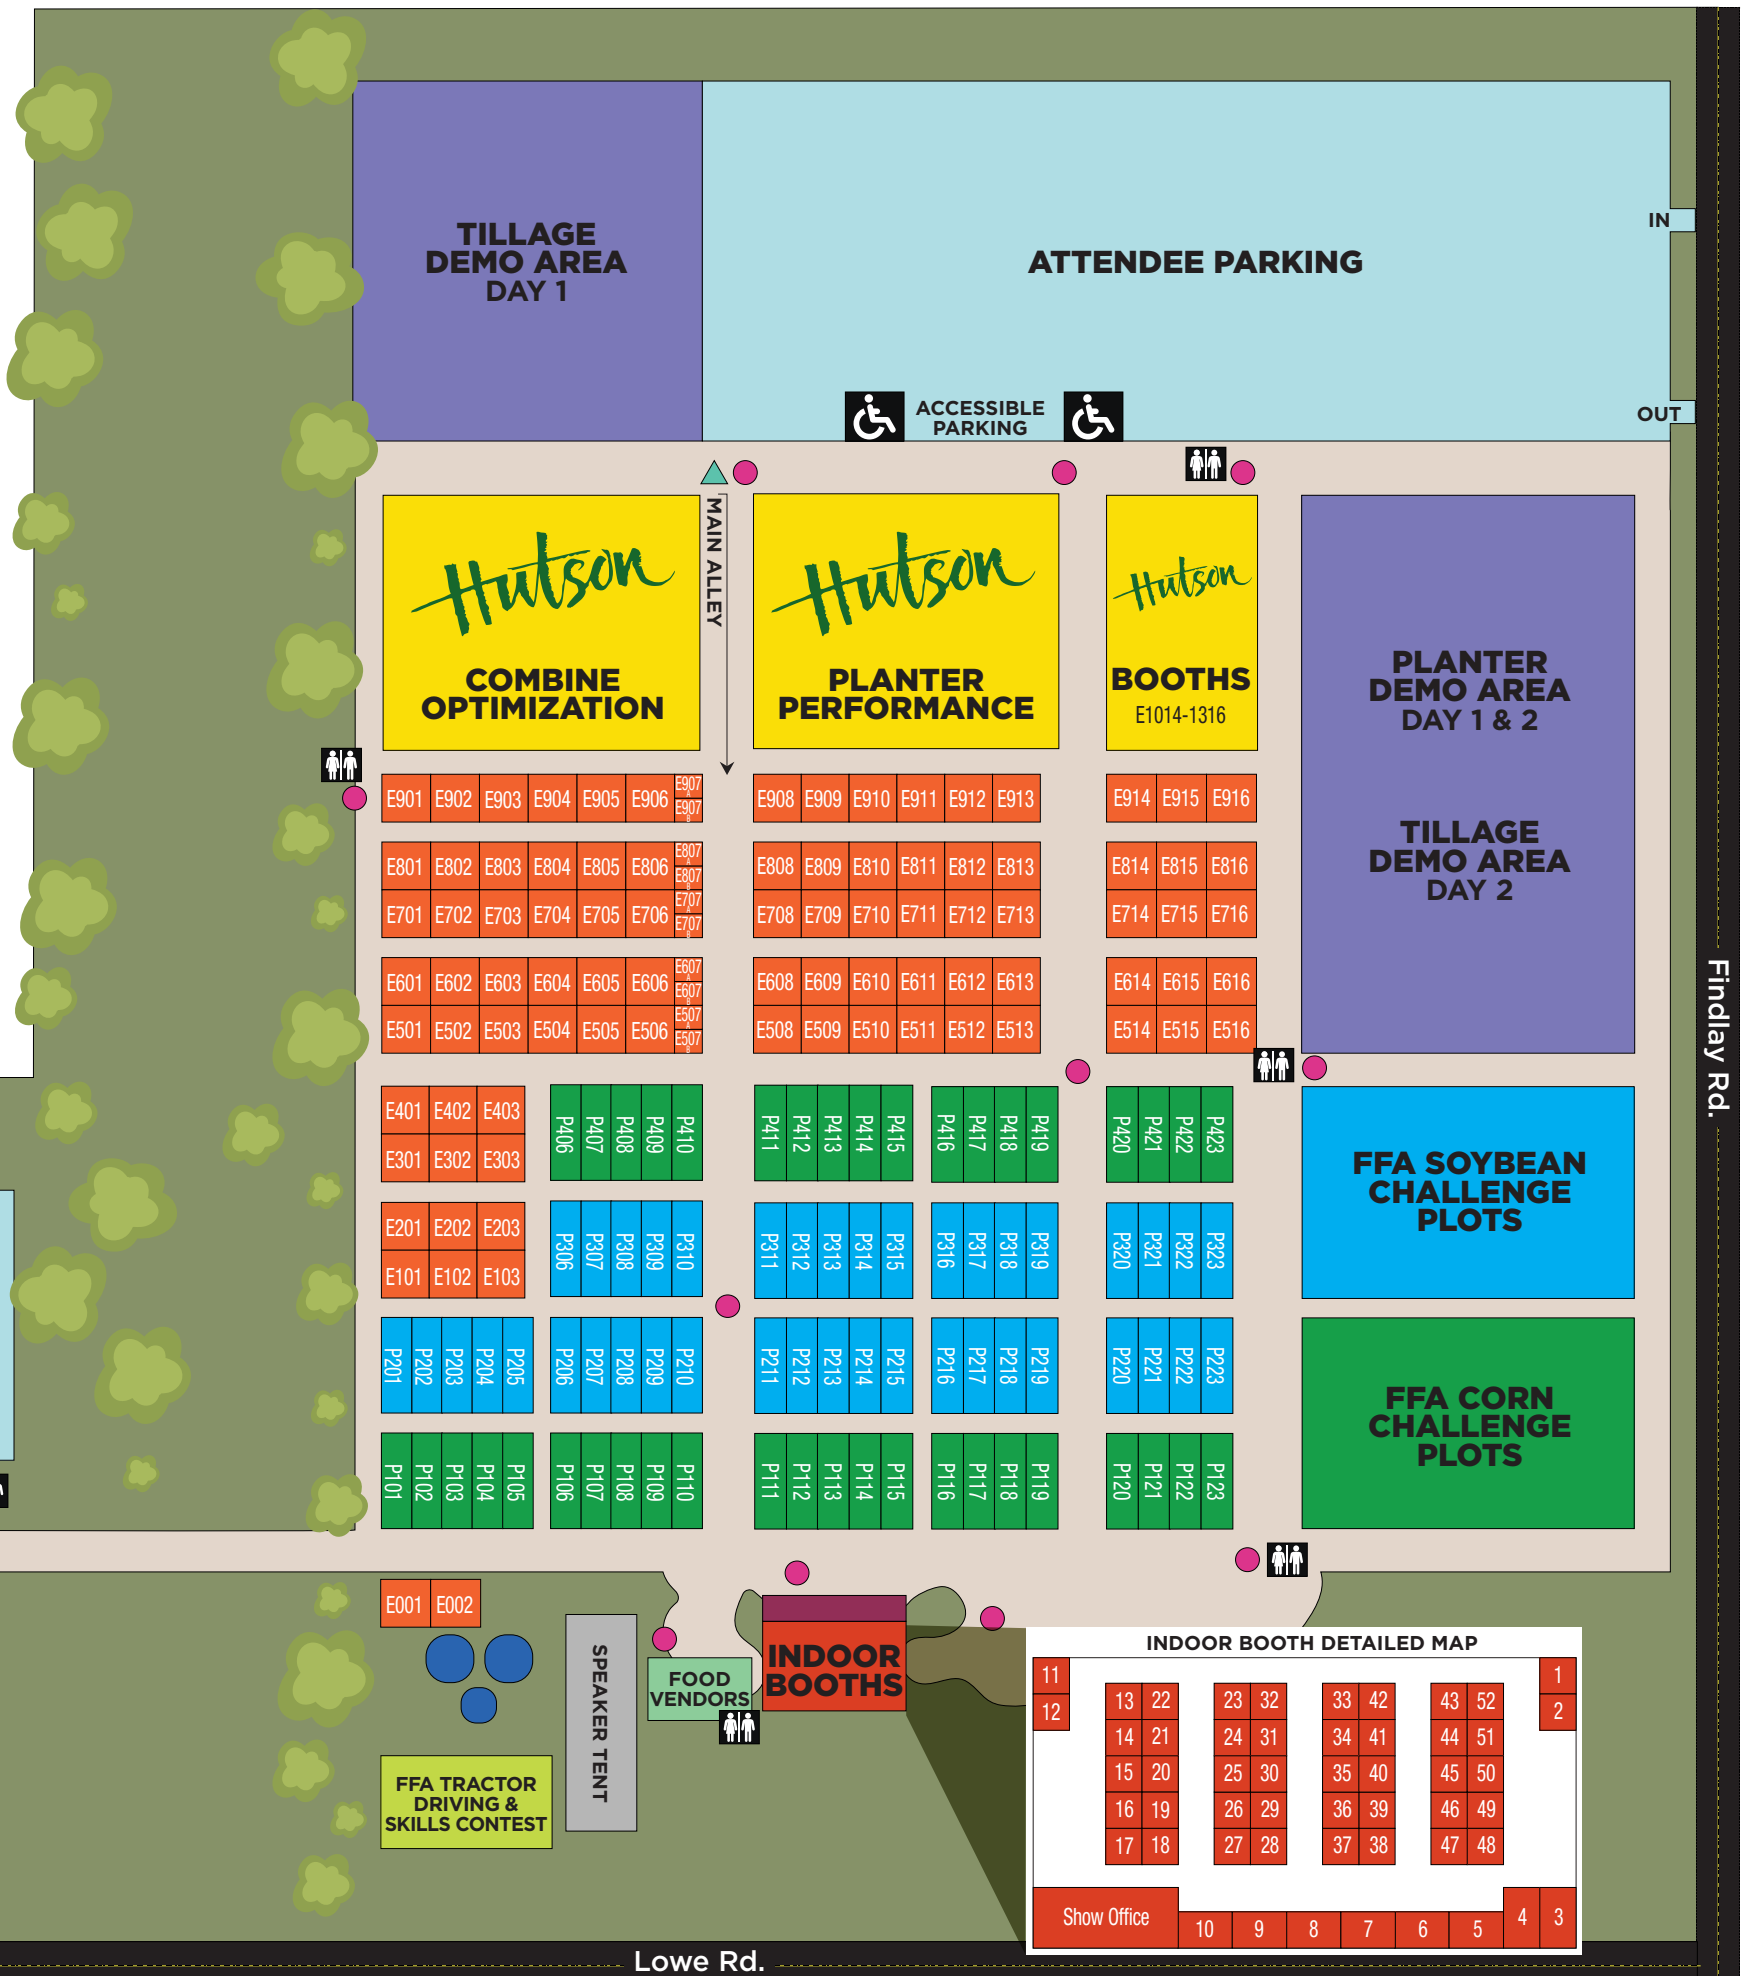 TILLAGE
DEMO AREA
DAY 1
ATTENDEE PARKING
IN
OUT
ACCESSIBLE
PARKING
MAIN ALLEY
Hutson
COMBINE
OPTIMIZATION
Hutson
PLANTER
PERFORMANCE
Hutson
BOOTHS
E1014-1316
PLANTER
DEMO AREA
DAY 1 & 2
TILLAGE
DEMO AREA
DAY 2
Findlay Rd.
E901 E902 E903 E904 E905 E906 E907 A E907 B E908 E909 E910 E911 E912 E913 E914 E915 E916
E801 E802 E803 E804 E805 E806 E807 A E807 B E808 E809 E810 E811 E812 E813 E814 E815 E816
E701 E702 E703 E704 E705 E706 E707 A E707 B E708 E709 E710 E711 E712 E713 E714 E715 E716
E601 E602 E603 E604 E605 E606 E607 A E607 B E608 E609 E610 E611 E612 E613 E614 E615 E616
E501 E502 E503 E504 E505 E506 E507 A E507 B E508 E509 E510 E511 E512 E513 E514 E515 E516
E401 E402 E403 P406 P407 P408 P409 P410 P411 P412 P413 P414 P415 P416 P417 P418 P419 P420 P421 P422 P423
E301 E302 E303
E201 E202 E203 P306 P307 P308 P309 P310 P311 P312 P313 P314 P315 P316 P317 P318 P319 P320 P321 P322 P323
E101 E102 E103
P201 P202 P203 P204 P205 P206 P207 P208 P209 P210 P211 P212 P213 P214 P215 P216 P217 P218 P219 P220 P221 P222 P223
P101 P102 P103 P104 P105 P106 P107 P108 P109 P110 P111 P112 P113 P114 P115 P116 P117 P118 P119 P120 P121 P122 P123
FFA SOYBEAN
CHALLENGE
PLOTS
FFA CORN
CHALLENGE
PLOTS
E001 E002
SPEAKER TENT
FOOD
VENDORS
INDOOR
BOOTHS
FFA TRACTOR
DRIVING &
SKILLS CONTEST
INDOOR BOOTH DETAILED MAP
11 1
12 2
13 22 23 32 33 42 43 52
14 21 24 31 34 41 44 51
15 20 25 30 35 40 45 50
16 19 26 29 36 39 46 49
17 18 27 28 37 38 47 48
Show Office 10 9 8 7 6 5 4 3
Lowe Rd.